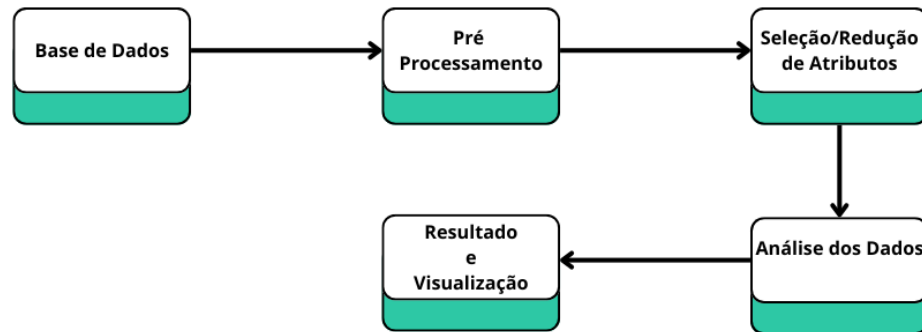 Base de Dados
Pré
Processamento
Seleção/Redução
de Atributos
Análise dos Dados
Resultado
e
Visualização